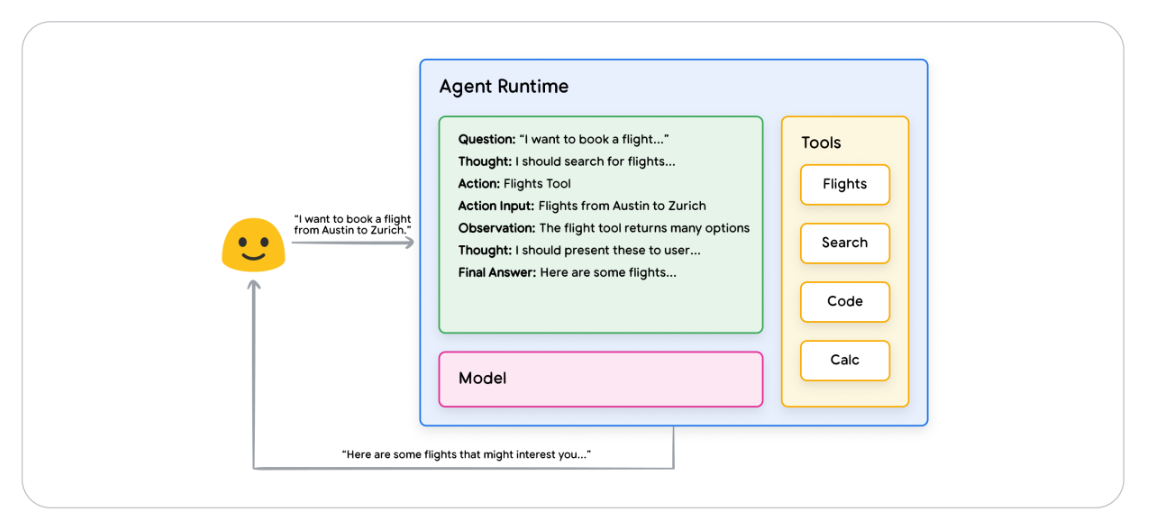 Agent Runtime
Question: “I want to book a flight...”
Thought: I should search for flights...
Action: Flights Tool
Action Input: Flights from Austin to Zurich
Observation: The flight tool returns many options
Thought: I should present these to user...
Final Answer: Here are some flights...
Tools
Flights
Search
Code
Calc
Model
“I want to book a flight
from Austin to Zurich.”
“Here are some flights that might interest you...”